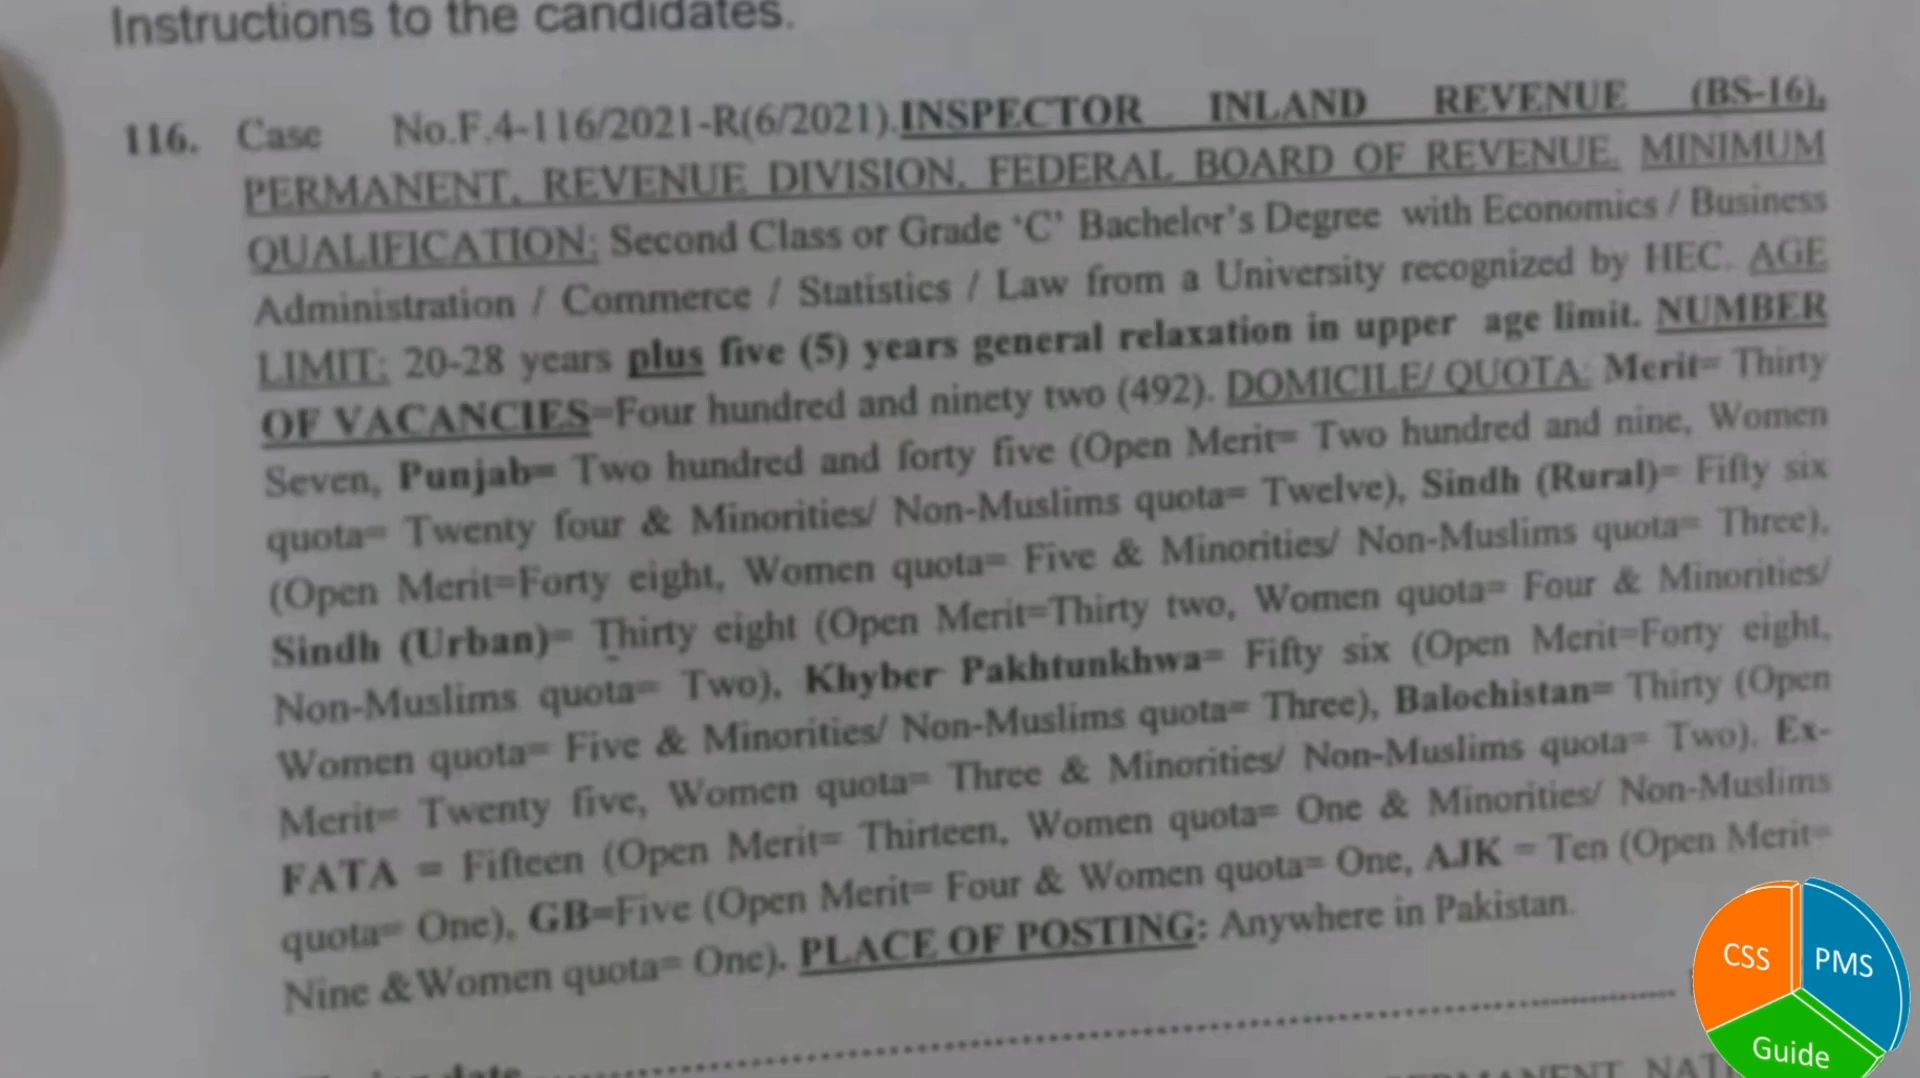 Instructions to the candidates.
116. Case No.F.4-116/2021-R(6/2021).INSPECTOR INLAND REVENUE (BS-16),
PERMANENT, REVENUE DIVISION, FEDERAL BOARD OF REVENUE. MINIMUM
QUALIFICATION: Second Class or Grade ‘C’ Bachelor’s Degree with Economics / Business
Administration / Commerce / Statistics / Law from a University recognized by HEC. AGE
LIMIT: 20-28 years plus five (5) years general relaxation in upper age limit. NUMBER
OF VACANCIES=Four hundred and ninety two (492). DOMICILE/ QUOTA: Merit= Thirty
Seven, Punjab= Two hundred and forty five (Open Merit= Two hundred and nine, Women
quota= Twenty four & Minorities/ Non-Muslims quota= Twelve), Sindh (Rural)= Fifty six
(Open Merit=Forty eight, Women quota= Five & Minorities/ Non-Muslims quota= Three),
Sindh (Urban)= Thirty eight (Open Merit=Thirty two, Women quota= Four & Minorities/
Non-Muslims quota= Two), Khyber Pakhtunkhwa= Fifty six (Open Merit=Forty eight,
Women quota= Five & Minorities/ Non-Muslims quota= Three), Balochistan= Thirty (Open
Merit= Twenty five, Women quota= Three & Minorities/ Non-Muslims quota= Two), Ex-
FATA = Fifteen (Open Merit= Thirteen, Women quota= One & Minorities/ Non-Muslims
quota= One), GB=Five (Open Merit= Four & Women quota= One, AJK = Ten (Open Merit=
Nine &Women quota= One). PLACE OF POSTING: Anywhere in Pakistan.
date
CSS
PMS
Guide